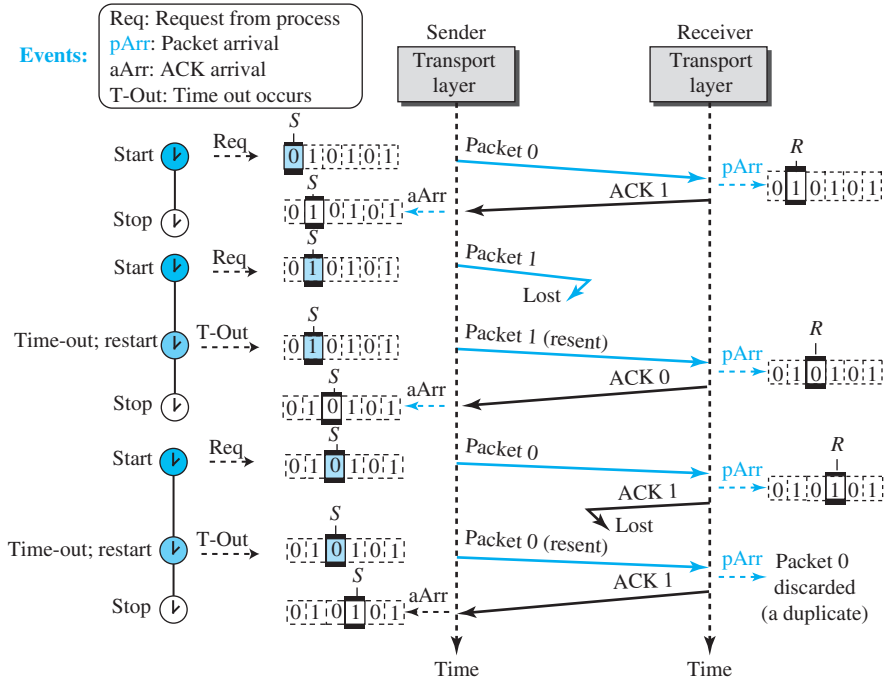 Events:
Req: Request from process
pArr: Packet arrival
aArr: ACK arrival
T-Out: Time out occurs
Sender
Transport
layer
Receiver
Transport
layer
Start
Req
S
0 1 0 1 0 1
Packet 0
pArr
R
0 1 0 1 0 1
Stop
S
0 1 0 1 0 1
aArr
ACK 1
Start
Req
S
0 1 0 1 0 1
Packet 1
Lost
Time-out; restart
T-Out
S
0 1 0 1 0 1
Packet 1 (resent)
pArr
R
0 1 0 1 0 1
Stop
S
0 1 0 1 0 1
aArr
ACK 0
Start
Req
S
0 1 0 1 0 1
Packet 0
pArr
R
0 1 0 1 0 1
ACK 1
Lost
Time-out; restart
T-Out
S
0 1 0 1 0 1
Packet 0 (resent)
pArr
Packet 0
discarded
(a duplicate)
Stop
S
0 1 0 1 0 1
aArr
ACK 1
Time
Time